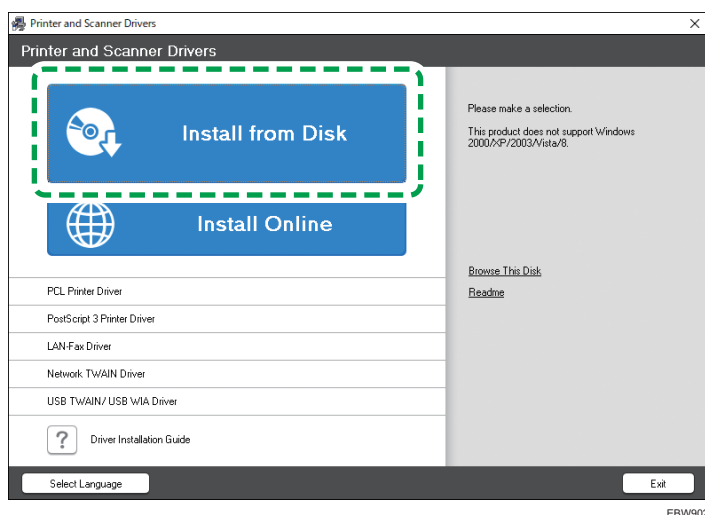 Printer and Scanner Drivers
Printer and Scanner Drivers
Install from Disk
Install Online
PCL Printer Driver
PostScript 3 Printer Driver
LAN-Fax Driver
Network TWAIN Driver
USB TWAIN/ USB WIA Driver
? Driver Installation Guide
Please make a selection.
This product does not support Windows
2000/XP/2003/Vista/8.
Browse This Disk
Readme
Select Language
Exit